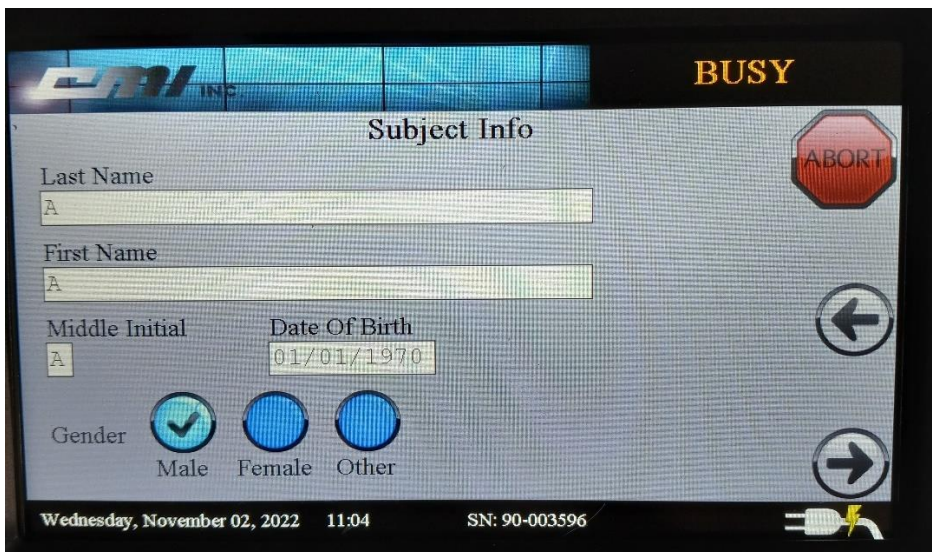 CMI INC.
BUSY
Subject Info
ABORT
Last Name
A
First Name
A
Middle Initial Date Of Birth
A 01/01/1970
Gender
Male Female Other
Wednesday, November 02, 2022 11:04 SN: 90-003596